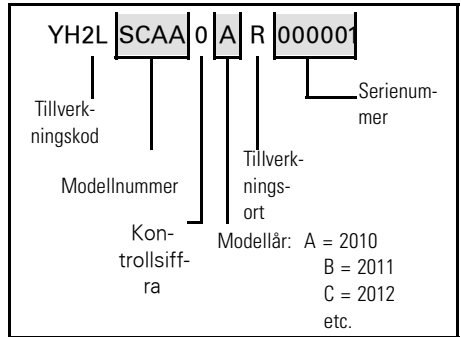 YH2L SCAA 0 A R 000001
Tillverk-
ningskod
Serienum-
mer
Modellnummer
Tillverk-
nings-
ort
Kon-
trollsiff-
ra
Modellår: A = 2010
B = 2011
C = 2012
etc.